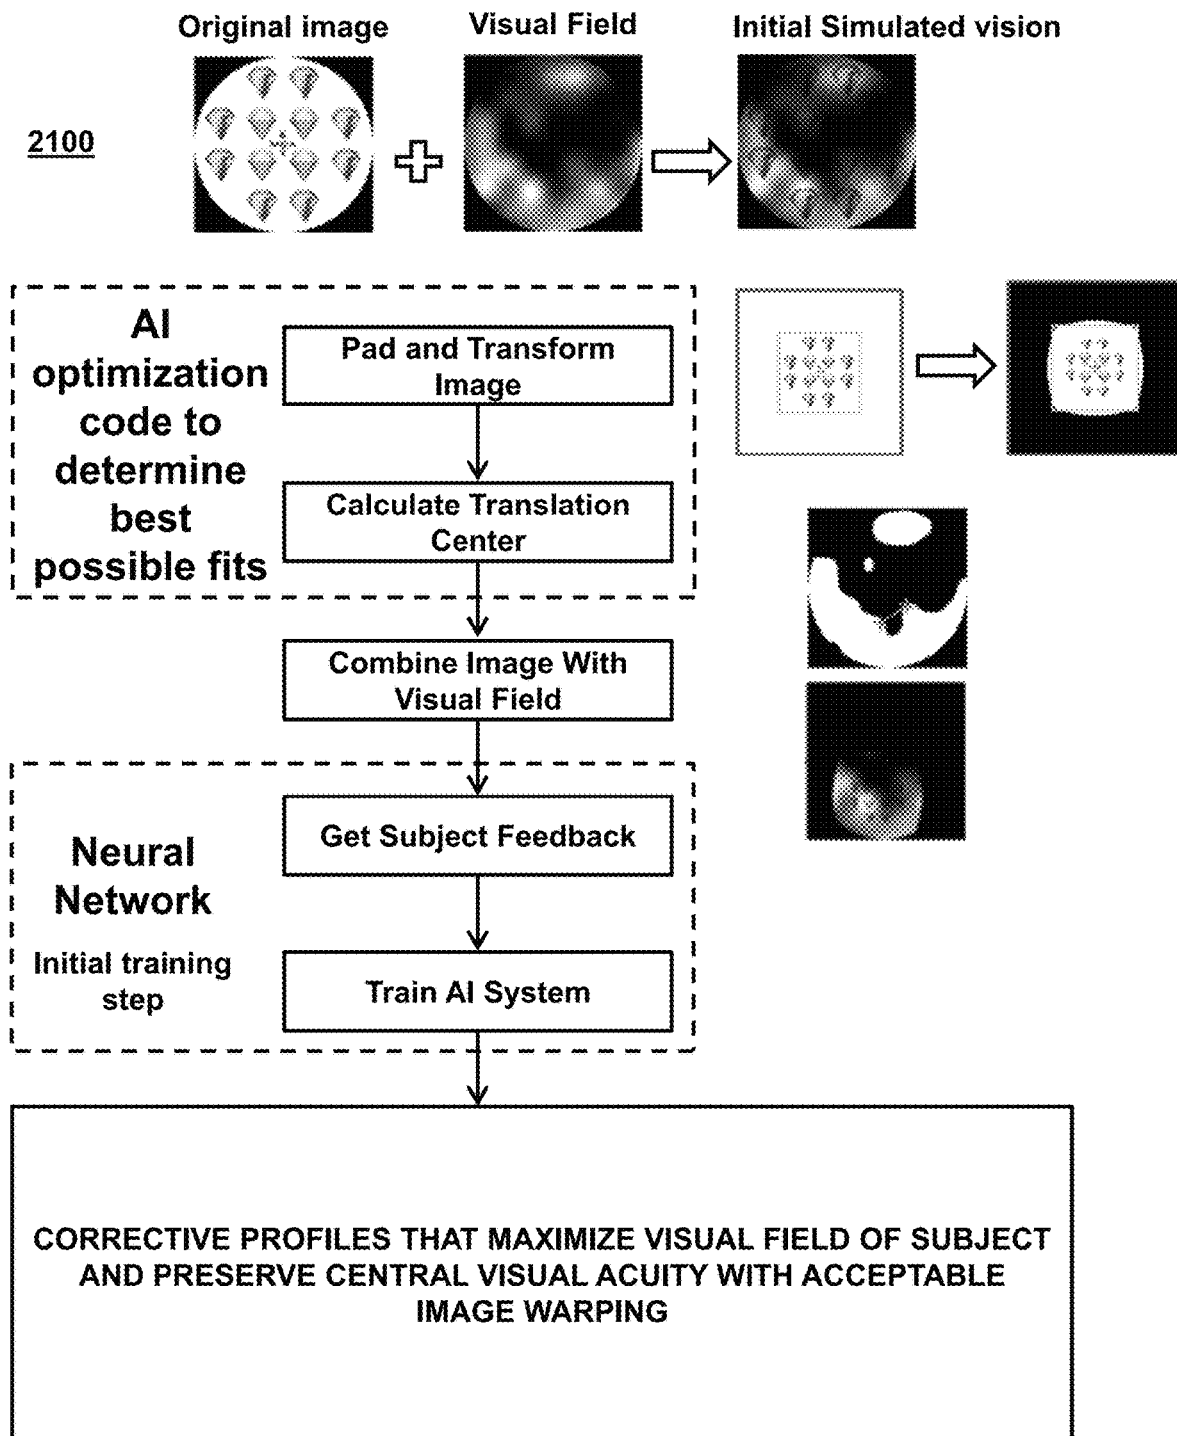 Original image
Visual Field
Initial Simulated vision
2100
AI
optimization
code to
determine
best
possible fits
Pad and Transform
Image
Calculate Translation
Center
Combine Image With
Visual Field
Neural
Network
Initial training
step
Get Subject Feedback
Train AI System
CORRECTIVE PROFILES THAT MAXIMIZE VISUAL FIELD OF SUBJECT
AND PRESERVE CENTRAL VISUAL ACUITY WITH ACCEPTABLE
IMAGE WARPING